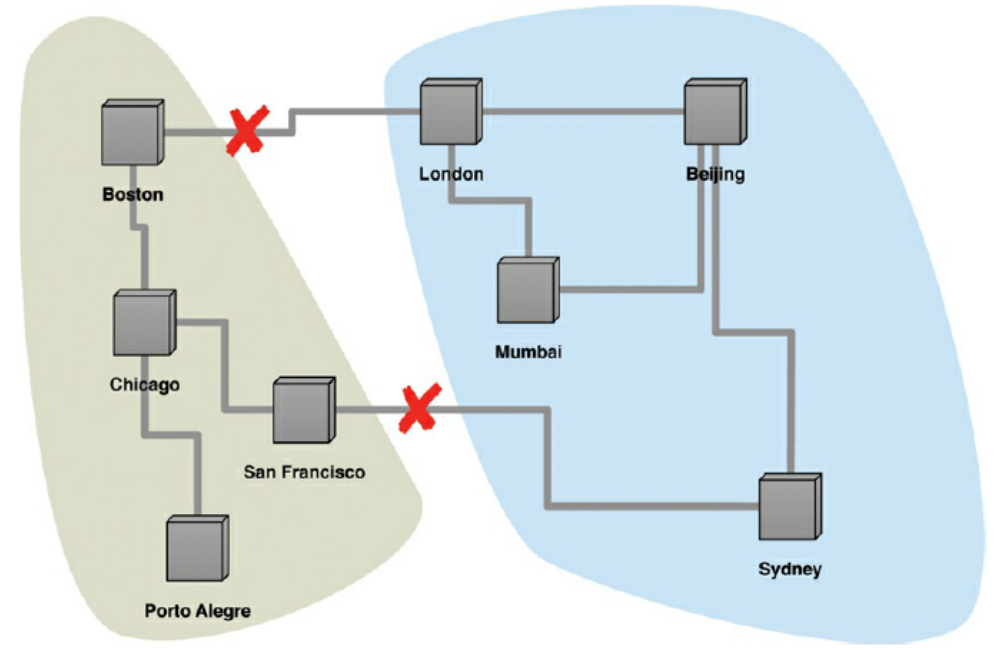 London
Beijing
Boston
Mumbai
Chicago
San Francisco
Sydney
Porto Alegre